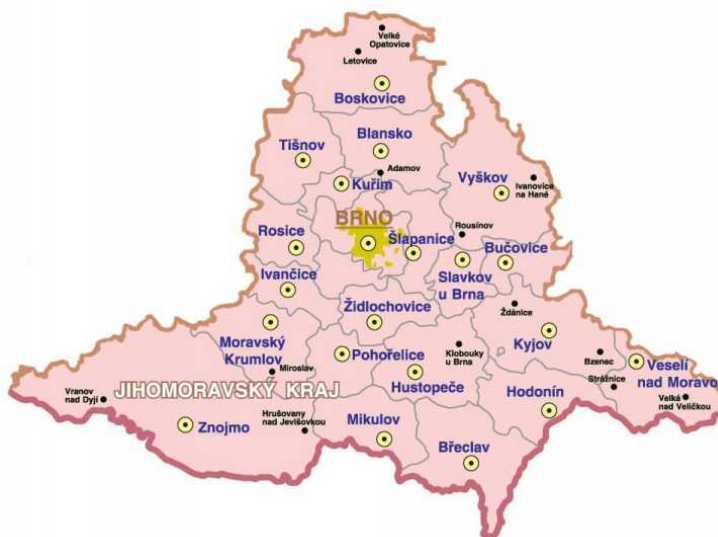 Velké
Opatovice
Letovice
Boskovice
Blansko
Tišnov
Adamov
Kuřim
Vyškov
Ivanovice
na Hané
BRNO
Rosice
Rousínov
Šlapanice
Bučovice
Ivančice
Slavkov
u Brna
Židlochovice
Ždánice
Moravský
Krumlov
Kyjov
Pohořelice
Klobouky
u Brna
Bzenec
Veselí
nad Moravo
Miroslav
Hustopeče
Strážnice
JIHOMORAVSKÝ KRAJ
Vranov
nad Dyjí
Hodonín
Velká
nad Veličkou
Znojmo
Hrušovany
nad Jevišovkou
Mikulov
Břeclav